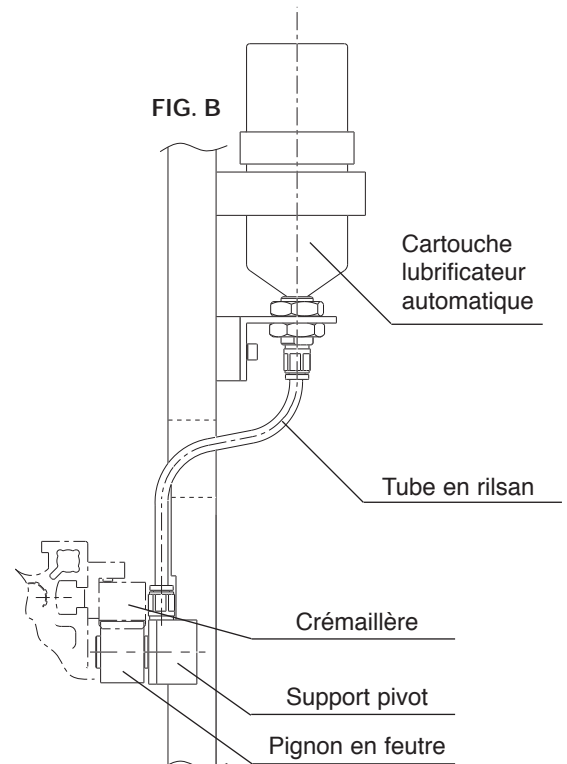 FIG. B
Cartouche
lubrificateur
automatique
Tube en rilsan
Crémaillère
Support pivot
Pignon en feutre